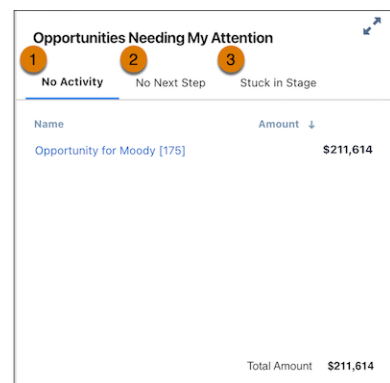 Opportunities Needing My Attention
1 2 3
No Activity No Next Step Stuck in Stage
Name Amount ↓
Opportunity for Moody [175] $211,614
Total Amount $211,614